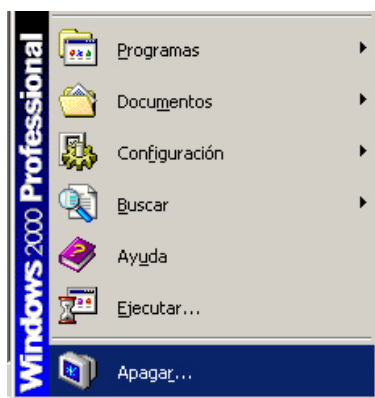 Windows 2000 Professional
Programas
Documentos
Configuración
Buscar
Ayuda
Ejecutar...
Apagar...